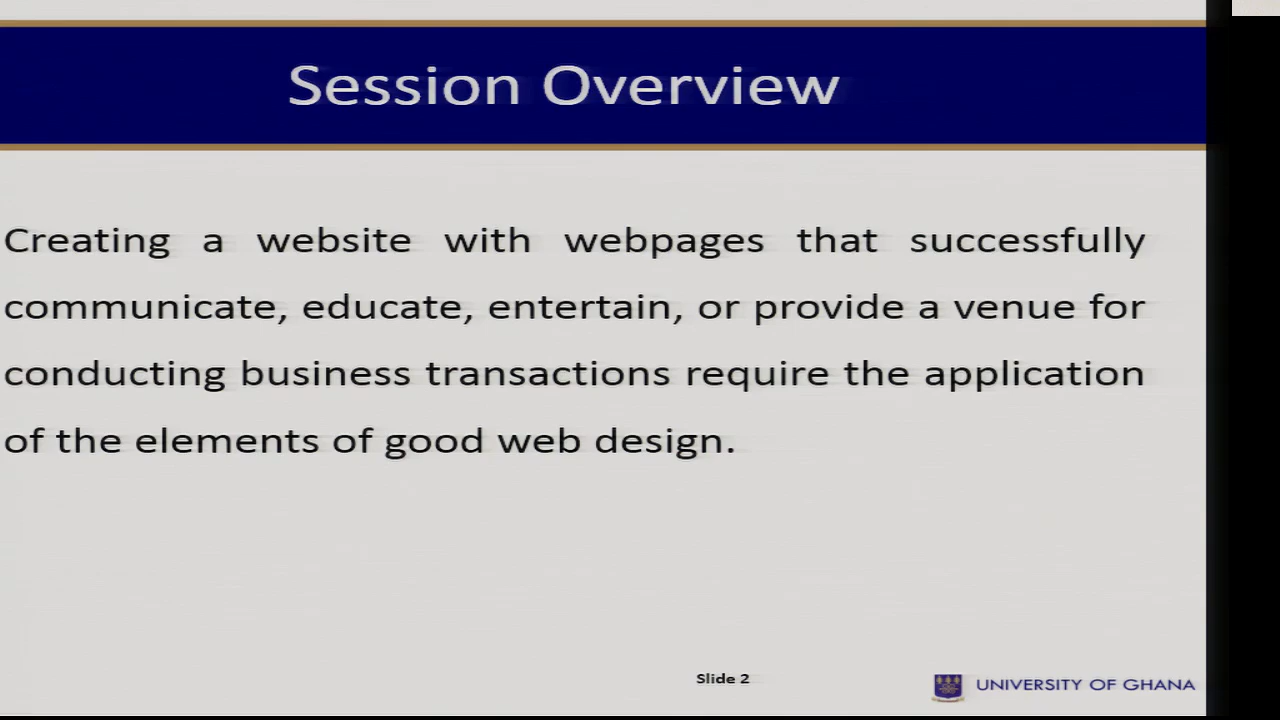 Session Overview
Creating a website with webpages that successfully
communicate, educate, entertain, or provide a venue for
conducting business transactions require the application
of the elements of good web design.
Slide 2
UNIVERSITY OF GHANA